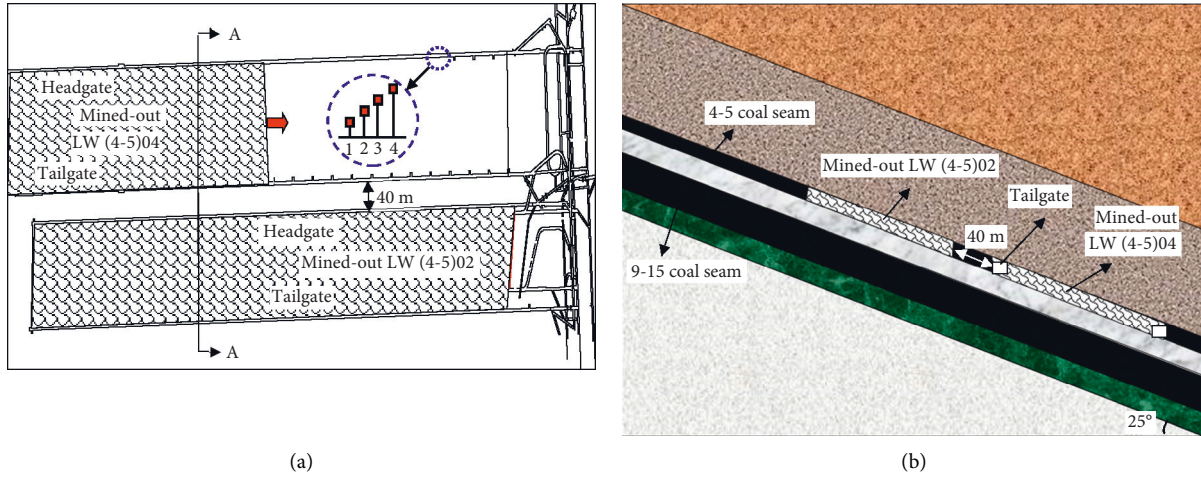 A
Headgate
Mined-out
LW (4-5)04
Tailgate
1 2 3 4
40 m
Headgate
Mined-out LW (4-5)02
Tailgate
A
(a)
4-5 coal seam
Mined-out LW (4-5)02
Tailgate
40 m
Mined-out
LW (4-5)04
9-15 coal seam
25°
(b)